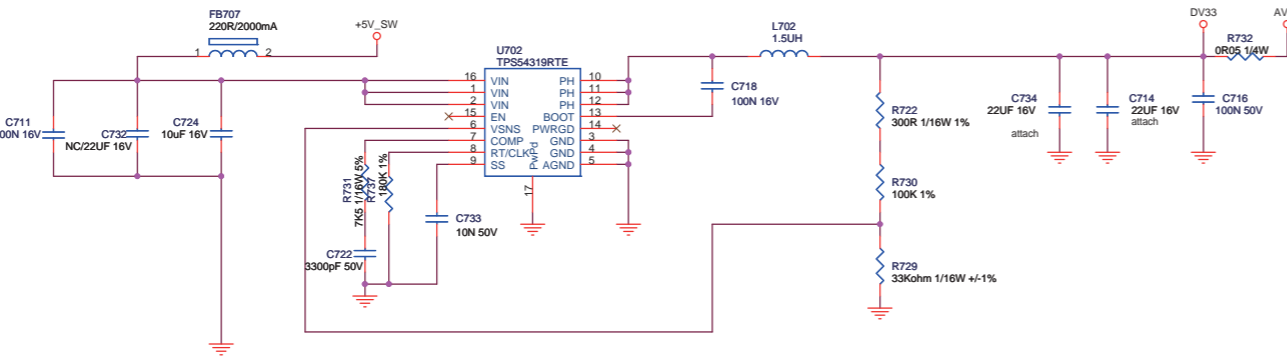 FB707
220R/2000mA
1
2
+5V_SW
C711
00N 16V
C732
NC/22UF 16V
C724
10uF 16V
U702
TPS54319RTE
16 VIN PH 10
1 VIN PH 11
2 VIN PH 12
15 EN BOOT 13
6 VSNS PWRGD 14
7 COMP GND 3
8 RT/CLK GND 4
9 SS AGND 5
PwPd
17
R731
7K5 1/16W 5%
R737
180K 1%
C722
3300pF 50V
C733
10N 50V
C718
100N 16V
L702
1.5UH
R722
300R 1/16W 1%
R730
100K 1%
R729
33Kohm 1/16W +/-1%
C734
22UF 16V
attach
C714
22UF 16V
attach
DV33
C716
100N 50V
R732
0R05 1/4W
AV